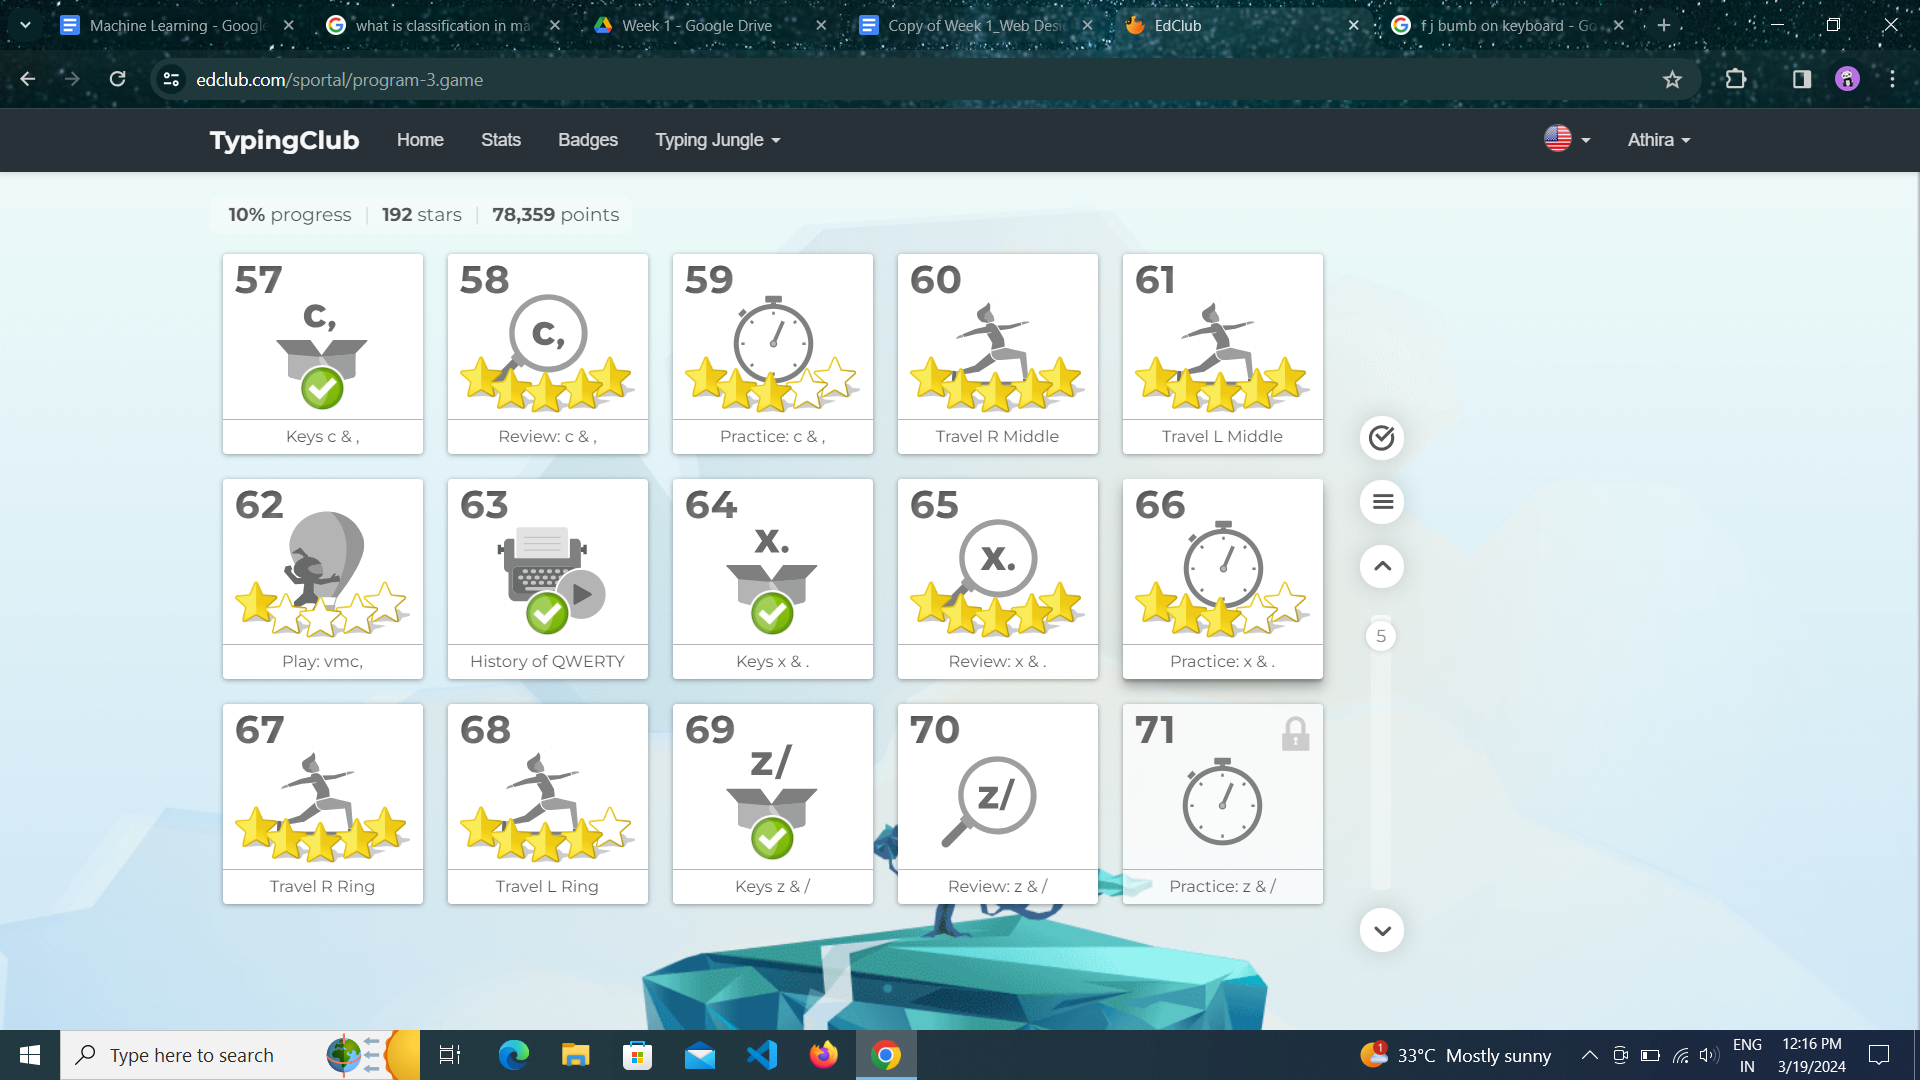 Machine Learning - Google
what is classification in ma
Week 1 - Google Drive
Copy of Week 1_Web Desi
EdClub
f j bumb on keyboard - Go
edclub.com/sportal/program-3.game
TypingClub
Home
Stats
Badges
Typing Jungle
Athira
10% progress
192 stars
78,359 points
57
c,
Keys c & ,
58
c,
Review: c & ,
59
Practice: c & ,
60
Travel R Middle
61
Travel L Middle
62
Play: vmc,
63
History of QWERTY
64
x.
Keys x & .
65
x.
Review: x & .
66
Practice: x & .
5
67
Travel R Ring
68
Travel L Ring
69
z/
Keys z & /
70
z/
Review: z & /
71
Practice: z & /
Type here to search
1
33°C Mostly sunny
ENG
IN
12:16 PM
3/19/2024